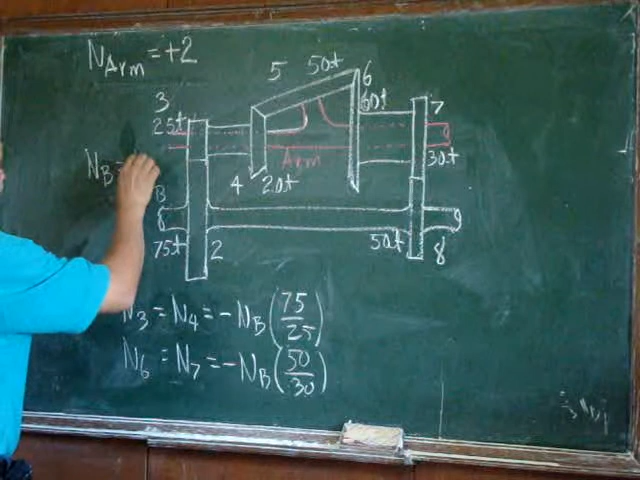 N_Arm = +2
5 50t 6
3 60t 7
25t
Arm 30t
N_B =
4 20t
B
75t 2 50t 8
N_3 = N_4 = -N_B (75/25)
N_6 = N_7 = -N_B (50/30)